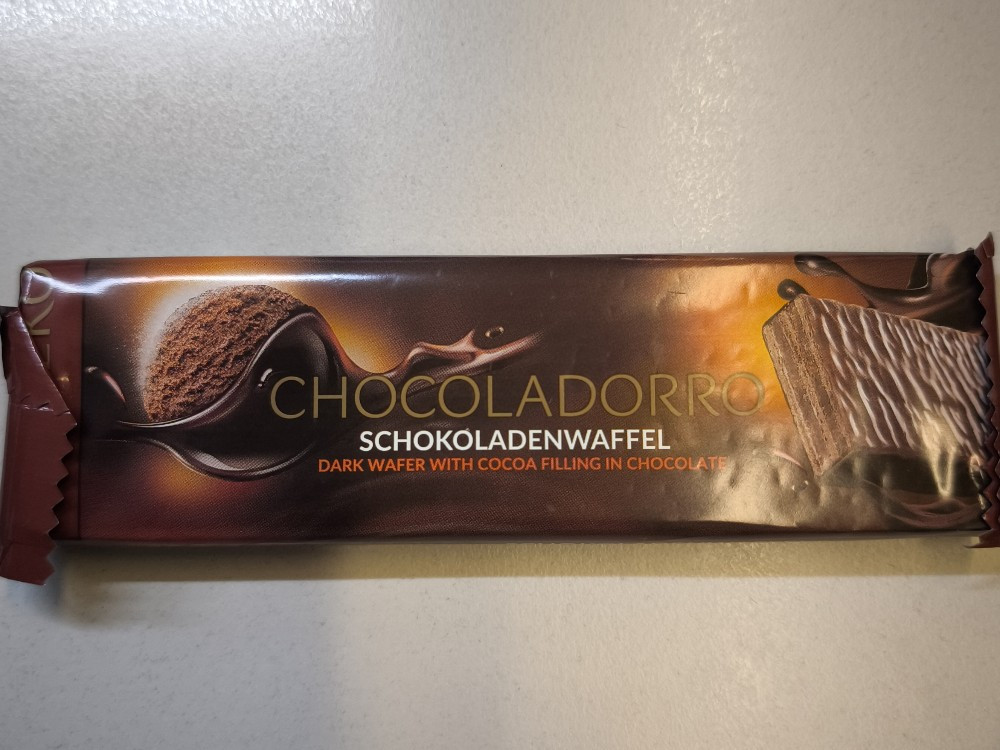 CHOCOLADORRO
SCHOKOLADENWAFFEL
DARK WAFER WITH COCOA FILLING IN CHOCOLATE